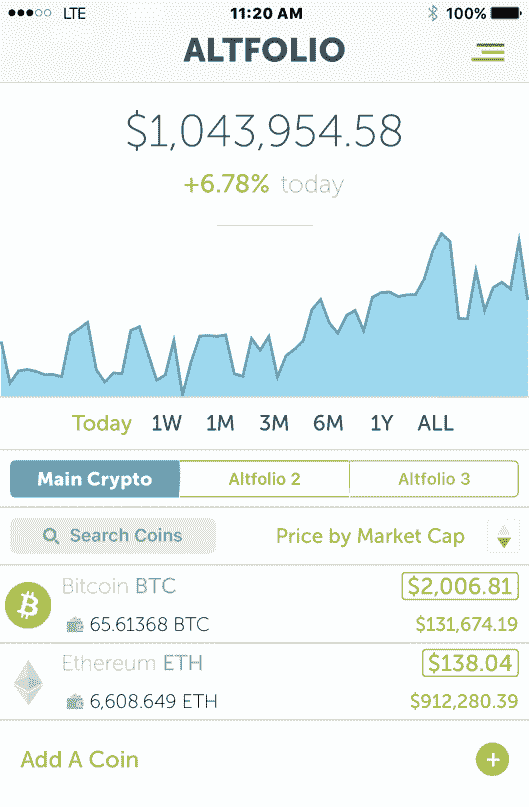 LTE 11:20 AM 100%
ALTFOLIO
$1,043,954.58
+6.78% today
Today 1W 1M 3M 6M 1Y ALL
Main Crypto Altfolio 2 Altfolio 3
Search Coins Price by Market Cap
Bitcoin BTC $2,006.81
65.61368 BTC $131,674.19
Ethereum ETH $138.04
6,608.649 ETH $912,280.39
Add A Coin +